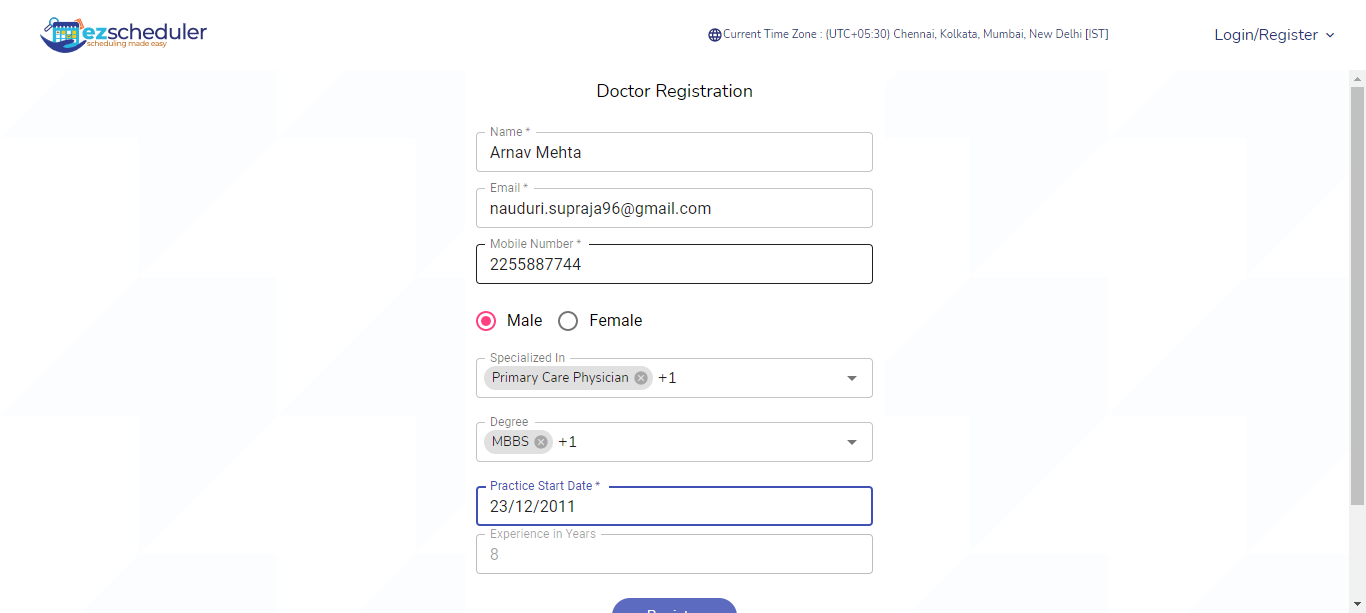 ezscheduler
scheduling made easy
Current Time Zone : (UTC+05:30) Chennai, Kolkata, Mumbai, New Delhi [IST]
Login/Register
Doctor Registration
Name *
Arnav Mehta
Email *
nauduri.supraja96@gmail.com
Mobile Number *
2255887744
Male Female
Specialized In
Primary Care Physician +1
Degree
MBBS +1
Practice Start Date *
23/12/2011
Experience in Years
8